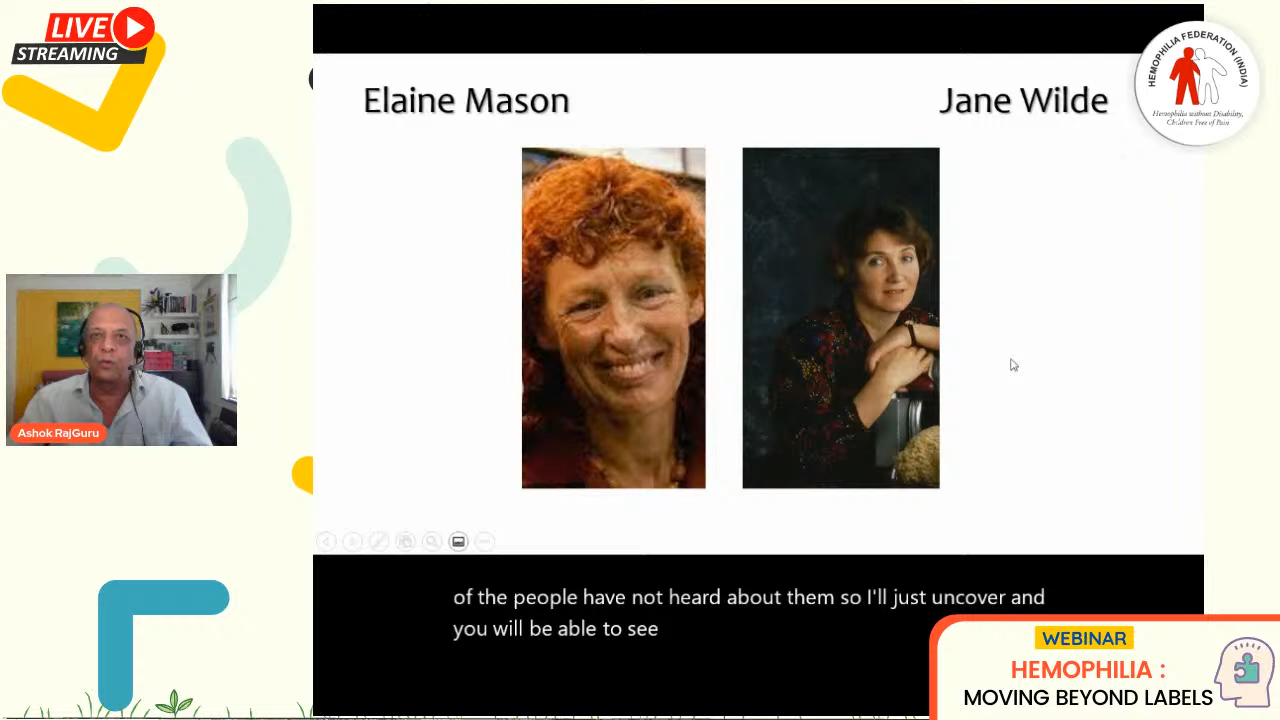 LIVE
STREAMING
Elaine Mason
Jane Wilde
HEMOPHILIA FEDERATION (INDIA)
Hemophilia without Disability,
Children Free of Pain
Ashok RajGuru
of the people have not heard about them so I'll just uncover and
you will be able to see
WEBINAR
HEMOPHILIA :
MOVING BEYOND LABELS